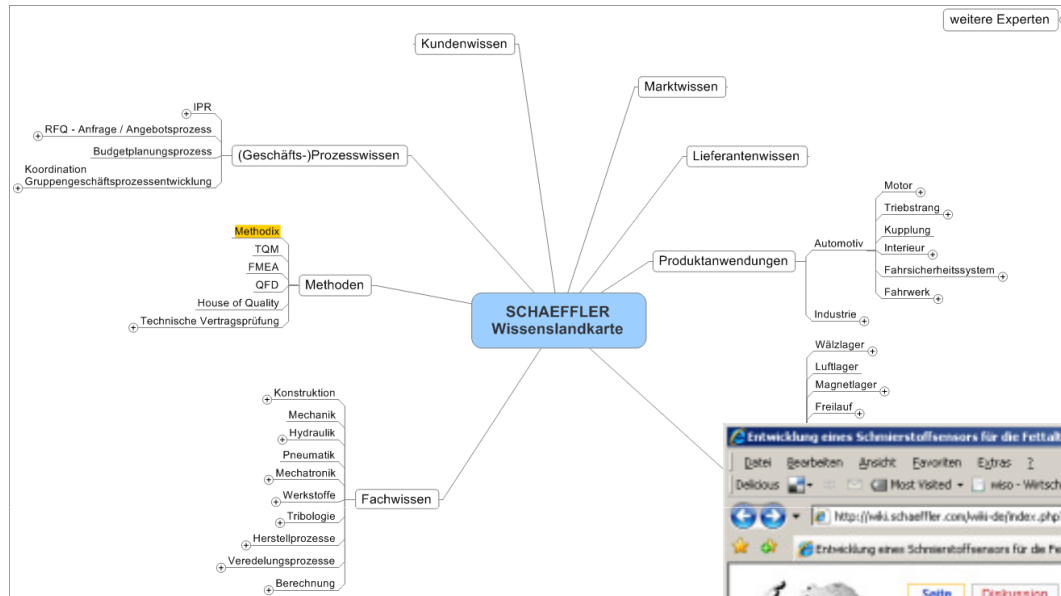 weitere Experten
Kundenwissen
Marktwissen
Lieferantenwissen
IPR
RFQ - Anfrage / Angebotsprozess
Budgetplanungsprozess
Koordination
Gruppengeschäftsprozessentwicklung
(Geschäfts-)Prozesswissen
Methodix
TQM
FMEA
QFD
House of Quality
Technische Vertragsprüfung
Methoden
SCHAEFFLER
Wissenslandkarte
Produktanwendungen
Automotiv
Motor
Triebstrang
Kupplung
Interieur
Fahrsicherheitssystem
Fahrwerk
Industrie
Wälzlager
Luftlager
Magnetlager
Freilauf
Konstruktion
Mechanik
Hydraulik
Pneumatik
Mechatronik
Werkstoffe
Tribologie
Herstellprozesse
Veredelungsprozesse
Berechnung
Fachwissen
Entwicklung eines Schmierstoffsensors für die Fettalt
Datei Bearbeiten Ansicht Favoriten Extras ?
Delicious Most Visited wiso - Wirtsch
http://wiki.schaeffler.com/wiki-de/index.php
Entwicklung eines Schmierstoffsensors für die Fe
Seite Diskussion